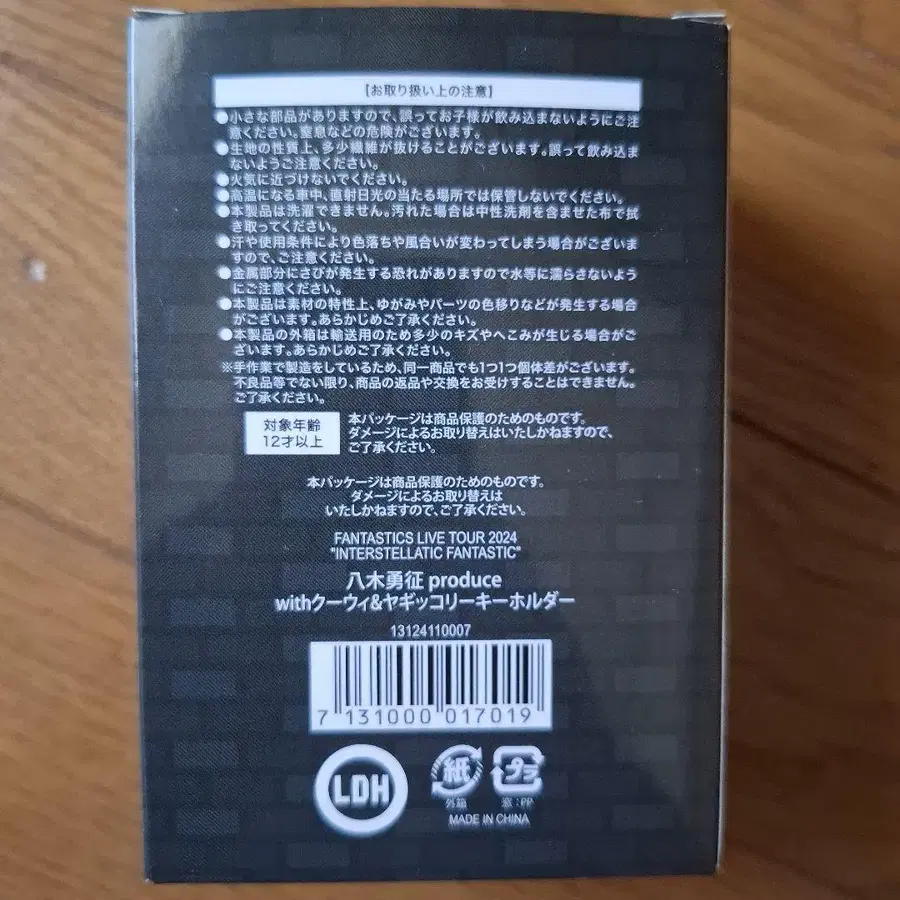 【お取り扱い上の注意】
●小さな部品がありますので、誤ってお子様が飲み込まないようにご注
意ください。窒息などの危険がございます。
●生地の性質上、多少繊維が抜けることがございます。誤って飲み込ま
ないようご注意ください。
●火気に近づけないでください。
●高温になる車中、直射日光の当たる場所では保管しないでください。
●本製品は洗濯できません。汚れた場合は中性洗剤を含ませた布で拭
き取ってください。
●汗や使用条件により色落ちや風合いが変わってしまう場合がございま
すので、ご注意ください。
●金属部分にさびが発生する恐れがありますので水等に濡らさないよう
にご注意ください。
●本製品は素材の特性上、ゆがみやパーツの色移りなどが発生する場合
がございます。あらかじめご了承ください。
●本製品の外箱は輸送用のため多少のキズやへこみが生じる場合がご
ざいます。あらかじめご了承ください。
※手作業で製造をしているため、同一商品でも1つ1つ個体差がございます。
不良品等でない限り、商品の返品や交換をお受けすることはできません。
ご了承ください。
対象年齢
12才以上
本パッケージは商品保護のためのものです。
ダメージによるお取り替えはいたしかねますので、
ご了承ください。
本パッケージは商品保護のためのものです。
ダメージによるお取り替えは
いたしかねますので、ご了承ください。
FANTASTICS LIVE TOUR 2024
"INTERSTELLATIC FANTASTIC"
八木勇征 produce
withクーウィ&ヤギッコリーキーホルダー
13124110007
7 131000 017019
LDH
紙
外箱
プラ
窓:PP
MADE IN CHINA